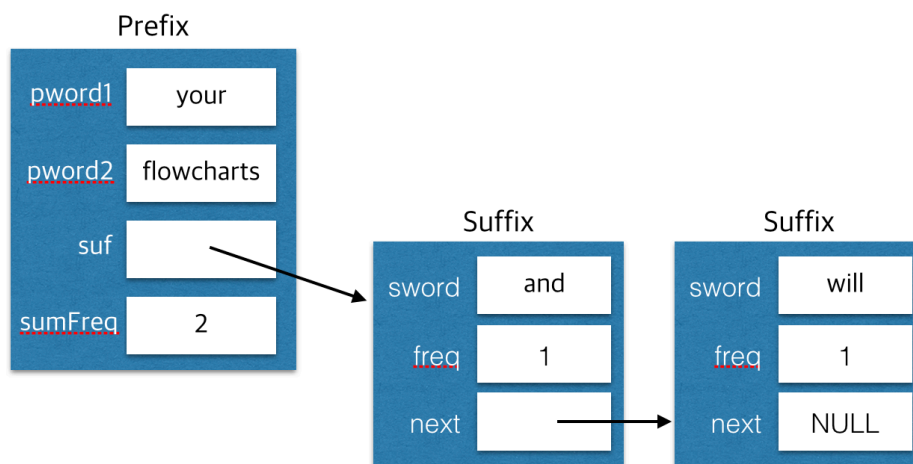 Prefix
pword1 your
pword2 flowcharts
suf
sumFreq 2
Suffix
sword and
freq 1
next
Suffix
sword will
freq 1
next NULL